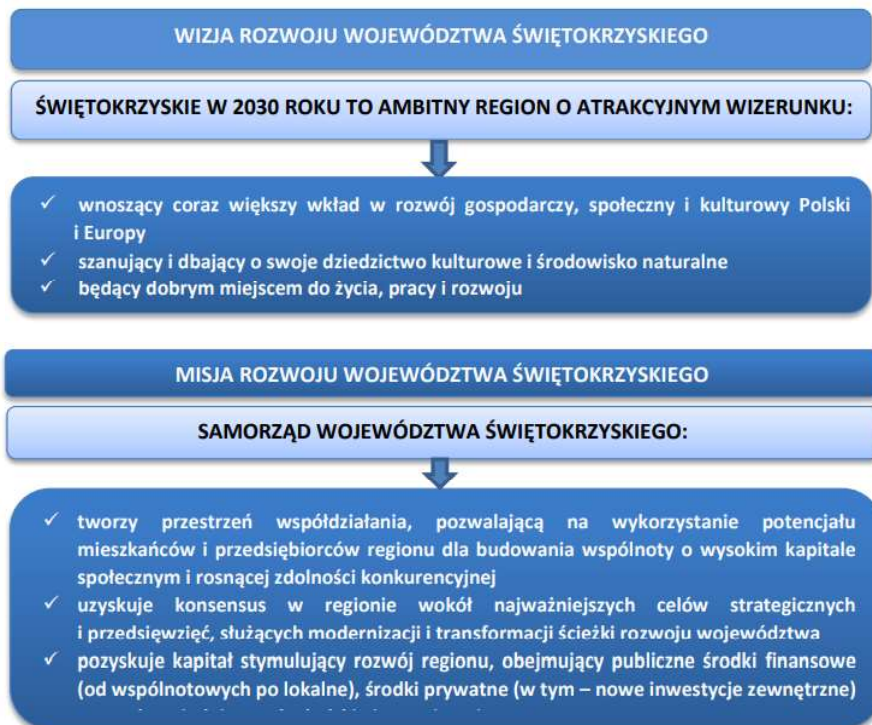 WIZJA ROZWOJU WOJEWÓDZTWA ŚWIĘTOKRZYSKIEGO
ŚWIĘTOKRZYSKIE W 2030 ROKU TO AMBITNY REGION O ATRAKCYJNYM WIZERUNKU:
✓ wnoszący coraz większy wkład w rozwój gospodarczy, społeczny i kulturowy Polski
i Europy
✓ szanujący i dbający o swoje dziedzictwo kulturowe i środowisko naturalne
✓ będący dobrym miejscem do życia, pracy i rozwoju
MISJA ROZWOJU WOJEWÓDZTWA ŚWIĘTOKRZYSKIEGO
SAMORZĄD WOJEWÓDZTWA ŚWIĘTOKRZYSKIEGO:
✓ tworzy przestrzeń współdziałania, pozwalającą na wykorzystanie potencjału
mieszkańców i przedsiębiorców regionu dla budowania wspólnoty o wysokim kapitale
społecznym i rosnącej zdolności konkurencyjnej
✓ uzyskuje konsensus w regionie wokół najważniejszych celów strategicznych
i przedsięwzięć, służących modernizacji i transformacji ścieżki rozwoju województwa
✓ pozyskuje kapitał stymulujący rozwój regionu, obejmujący publiczne środki finansowe
(od wspólnotowych po lokalne), środki prywatne (w tym – nowe inwestycje zewnętrzne)